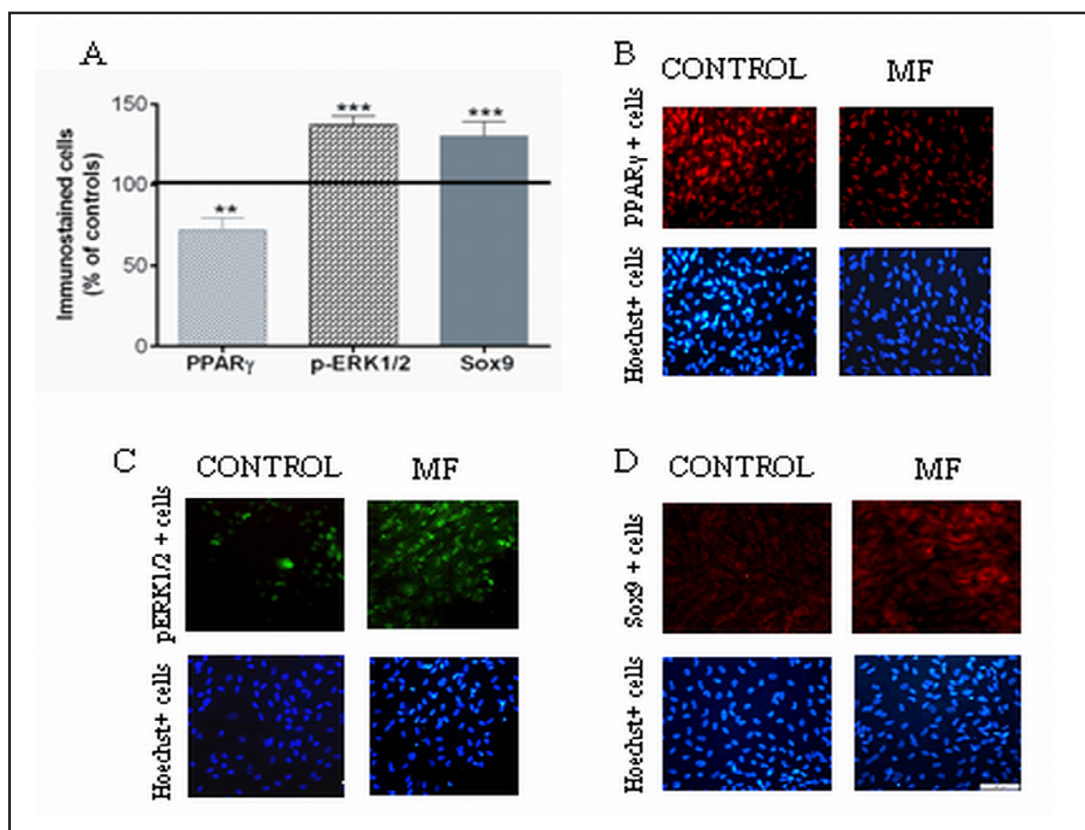 A
Immunostained cells
(% of controls)
150
100
50
0
**
***
***
PPARγ
p-ERK1/2
Sox9
B
CONTROL
MF
PPARγ + cells
Hoechst+ cells
C
CONTROL
MF
pERK1/2 + cells
Hoechst+ cells
D
CONTROL
MF
Sox9 + cells
Hoechst+ cells